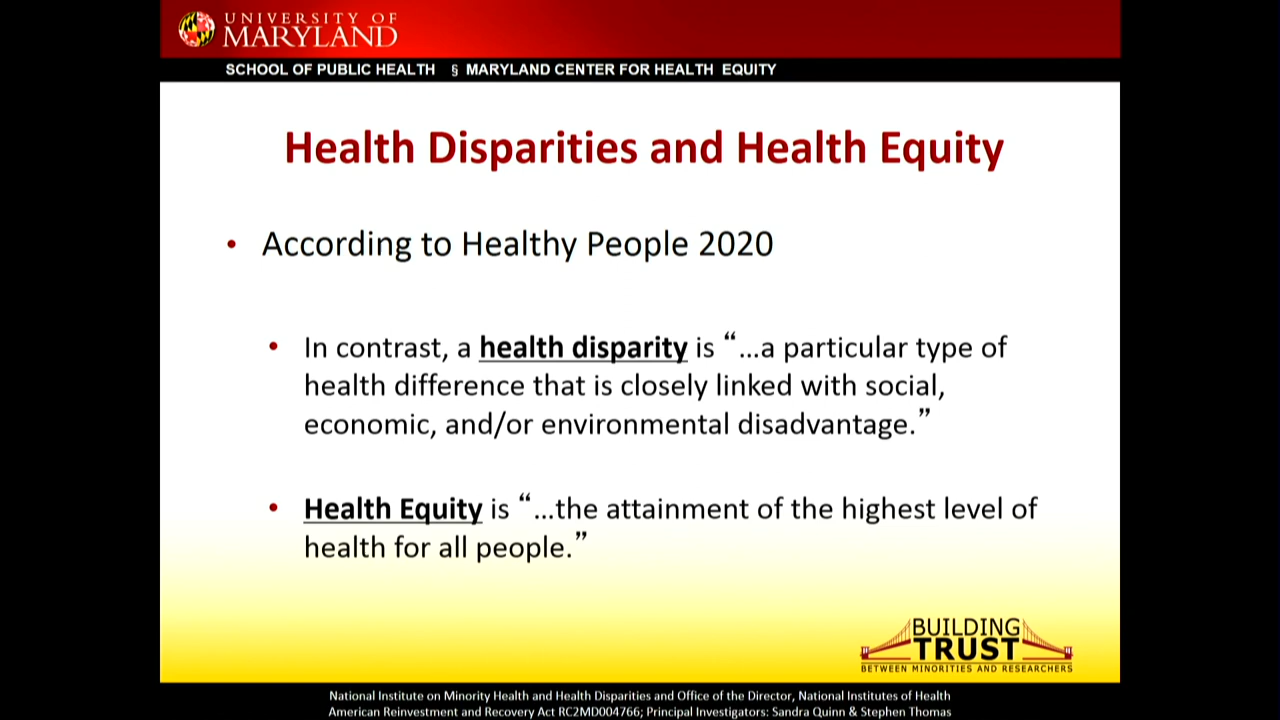 UNIVERSITY OF
MARYLAND
SCHOOL OF PUBLIC HEALTH § MARYLAND CENTER FOR HEALTH EQUITY
Health Disparities and Health Equity
• According to Healthy People 2020
• In contrast, a health disparity is “…a particular type of
health difference that is closely linked with social,
economic, and/or environmental disadvantage.”
• Health Equity is “…the attainment of the highest level of
health for all people.”
BUILDING
TRUST
BETWEEN MINORITIES AND RESEARCHERS
National Institute on Minority Health and Health Disparities and Office of the Director, National Institutes of Health
American Reinvestment and Recovery Act RC2MD004766; Principal Investigators: Sandra Quinn & Stephen Thomas